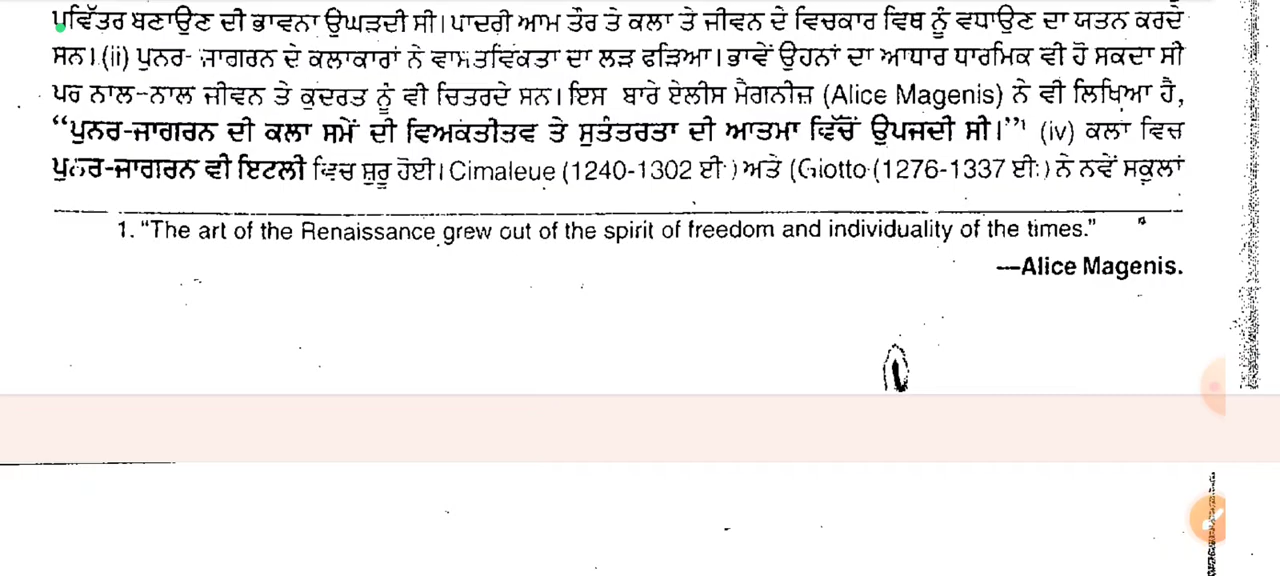 ਪਵਿੱਤਰ ਬਣਾਉਣ ਦੀ ਭਾਵਨਾ ਉਘੜਦੀ ਸੀ। ਪਾਦਰੀ ਆਮ ਤੌਰ ਤੇ ਕਲਾ ਤੇ ਜੀਵਨ ਦੇ ਵਿਚਕਾਰ ਵਿਥ ਨੂੰ ਵਧਾਉਣ ਦਾ ਯਤਨ ਕਰਦੇ
ਸਨ। (ii) ਪੁਨਰ-ਜਾਗਰਨ ਦੇ ਕਲਾਕਾਰਾਂ ਨੇ ਵਾਸਤਵਿਕਤਾ ਦਾ ਲੜ ਫੜਿਆ। ਭਾਵੇਂ ਉਹਨਾਂ ਦਾ ਆਧਾਰ ਧਾਰਮਿਕ ਵੀ ਹੋ ਸਕਦਾ ਸੀ
ਪਰ ਨਾਲ-ਨਾਲ ਜੀਵਨ ਤੇ ਕੁਦਰਤ ਨੂੰ ਵੀ ਚਿਤਰਦੇ ਸਨ। ਇਸ ਬਾਰੇ ਏਲੀਸ ਮੈਗਨੀਜ਼ (Alice Magenis) ਨੇ ਵੀ ਲਿਖਿਆ ਹੈ,
“ਪੁਨਰ-ਜਾਗਰਨ ਦੀ ਕਲਾ ਸਮੇਂ ਦੀ ਵਿਅਕਤੀਤਵ ਤੇ ਸੁਤੰਤਰਤਾ ਦੀ ਆਤਮਾ ਵਿੱਚੋਂ ਉਪਜਦੀ ਸੀ।”¹ (iv) ਕਲਾ ਵਿਚ
ਪੁਨਰ-ਜਾਗਰਨ ਵੀ ਇਟਲੀ ਵਿਚ ਸ਼ੁਰੂ ਹੋਈ। Cimaleue (1240-1302 ਈ:) ਅਤੇ (Giotto (1276-1337 ਈ:) ਨੇ ਨਵੇਂ ਸਕੂਲਾਂ
1. “The art of the Renaissance grew out of the spirit of freedom and individuality of the times.”
—Alice Magenis.